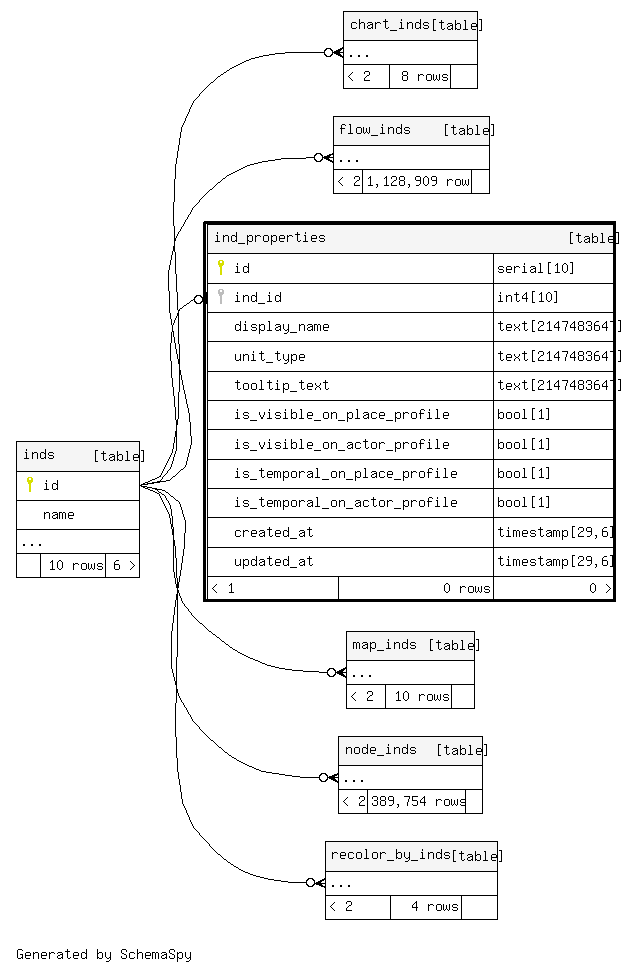 chart_inds[table]
...
< 2 8 rows
flow_inds [table]
...
< 2 1,128,909 row
ind_properties [table]
id serial[10]
ind_id int4[10]
display_name text[2147483647]
unit_type text[2147483647]
tooltip_text text[2147483647]
is_visible_on_place_profile bool[1]
is_visible_on_actor_profile bool[1]
is_temporal_on_place_profile bool[1]
is_temporal_on_actor_profile bool[1]
created_at timestamp[29,6]
updated_at timestamp[29,6]
< 1 0 rows 0 >
inds [table]
id
name
...
10 rows 6 >
map_inds [table]
...
< 2 10 rows
node_inds [table]
...
< 2 389,754 rows
recolor_by_inds[table]
...
< 2 4 rows
Generated by SchemaSpy